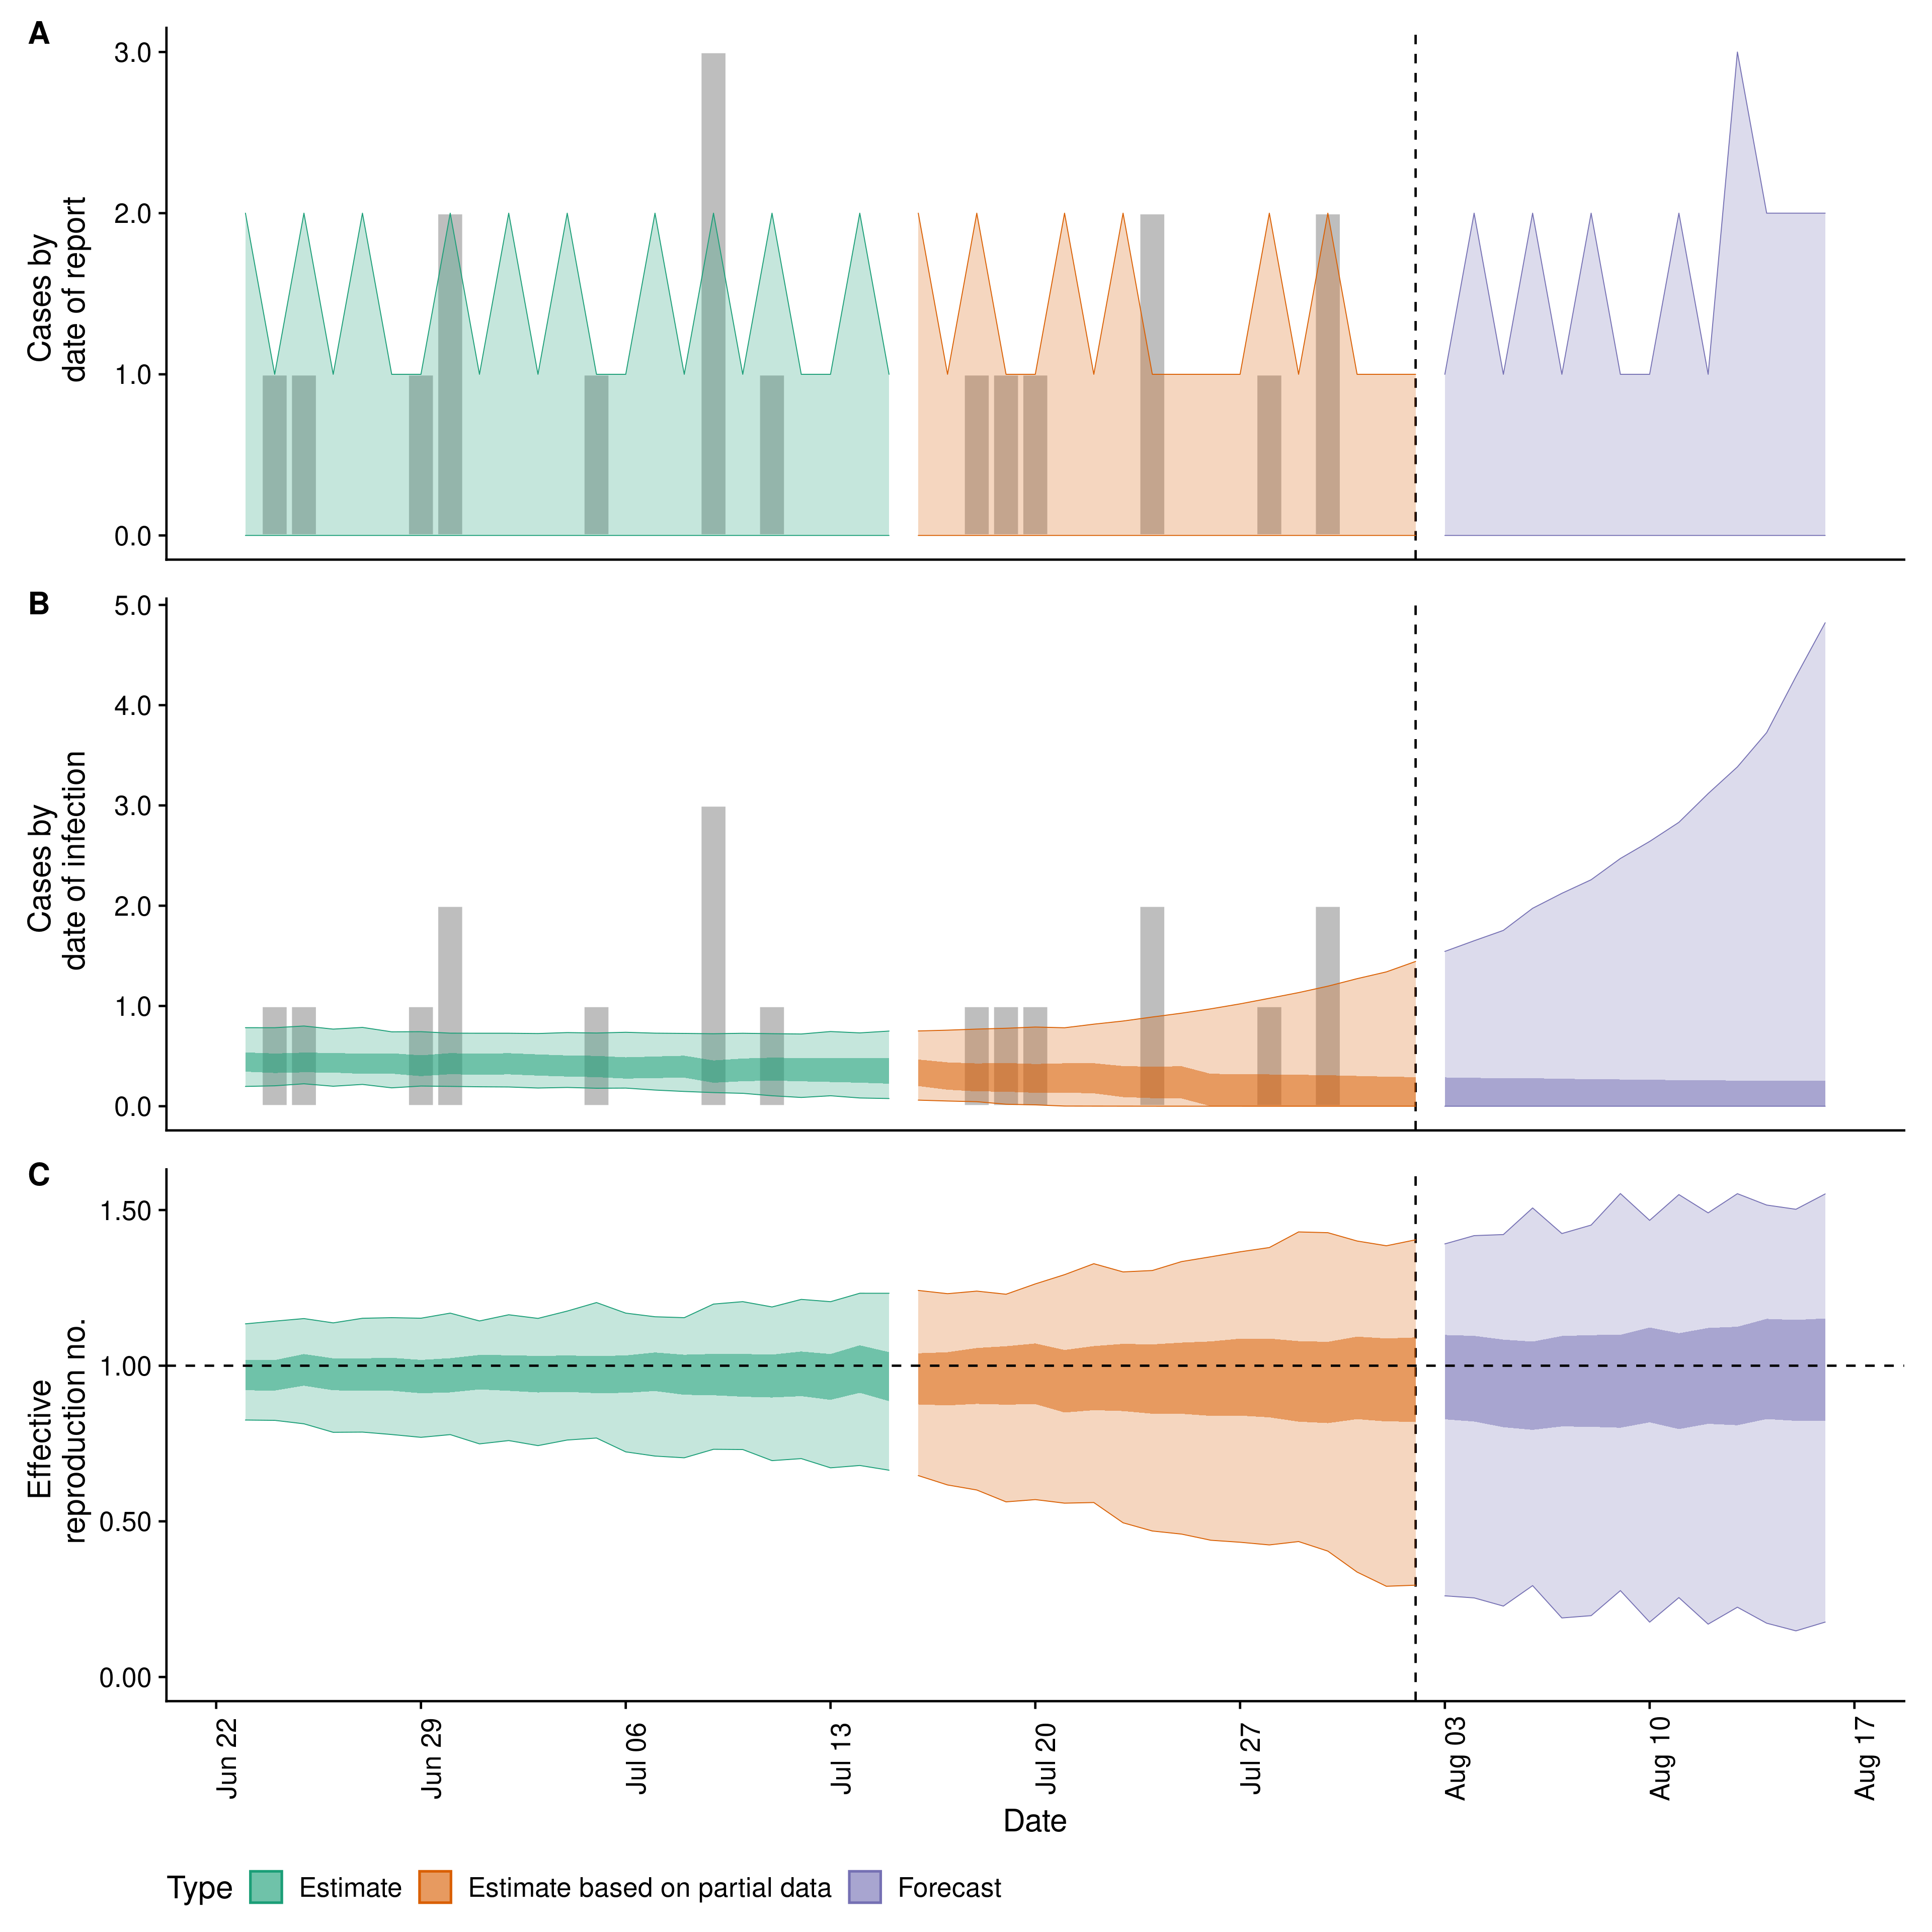 A
Cases by
date of report
3.0
2.0
1.0
0.0
B
Cases by
date of infection
5.0
4.0
3.0
2.0
1.0
0.0
C
Effective
reproduction no.
1.50
1.00
0.50
0.00
Jun 22
Jun 29
Jul 06
Jul 13
Jul 20
Jul 27
Aug 03
Aug 10
Aug 17
Date
Type Estimate Estimate based on partial data Forecast